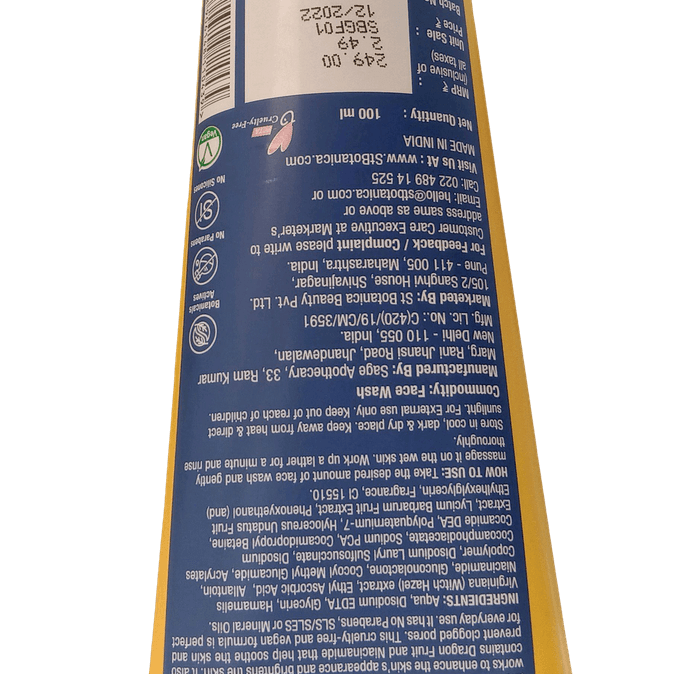 works to enhance the skin's appearance and brightens the skin. It also
contains Dragon Fruit and Niacinamide that help soothe the skin and
prevent clogged pores. This cruelty-free and vegan formula is perfect
for everyday use. It has No Parabens, SLS/SLES or Mineral Oils.
INGREDIENTS: Aqua, Disodium EDTA, Glycerin, Hamamelis
Virginiana (Witch Hazel) extract, Ethyl Ascorbic Acid, Allantoin,
Niacinamide, Gluconolactone, Cocoyl Methyl Glucamide, Acrylates
Copolymer, Disodium Lauryl Sulfosuccinate, Disodium
Cocoamphodiacetate, Sodium PCA, Cocamidopropyl Betaine,
Cocamide DEA, Polyquaternium-7, Hylocereus Undatus Fruit
Extract, Lycium Barbarum Fruit Extract, Phenoxyethanol (and)
Ethylhexylglycerin, Fragrance, CI 15510.
HOW TO USE: Take the desired amount of face wash and gently
massage it on the wet skin. Work up a lather for a minute and rinse
thoroughly.
Store in cool, dark & dry place. Keep away from heat & direct
sunlight. For External use only. Keep out of reach of children.
Commodity: Face Wash
Manufactured By: Sage Apothecary, 33, Ram Kumar
Marg, Rani Jhansi Road, Jhandewalan,
New Delhi - 110 055, India.
Mfg. Lic. No.: C(420)/19/CM/3591
Marketed By: St Botanica Beauty Pvt. Ltd.
105/2 Sanghvi House, Shivajinagar,
Pune - 411 005, Maharashtra, India.
For Feedback / Complaint please write to
Customer Care Executive at Marketer's
address same as above or
Email: hello@stbotanica.com or
Call: 022 489 14 525
Visit Us At : www.StBotanica.com
MADE IN INDIA
Net Quantity : 100 ml
MRP ₹ :
(inclusive of
all taxes)
249.00
Unit Sale :
Price ₹
2.49
Batch No
SBGF01
12/2022
Botanicals
Actives
No Parabens
No Silicones
Vegan
Cruelty-Free